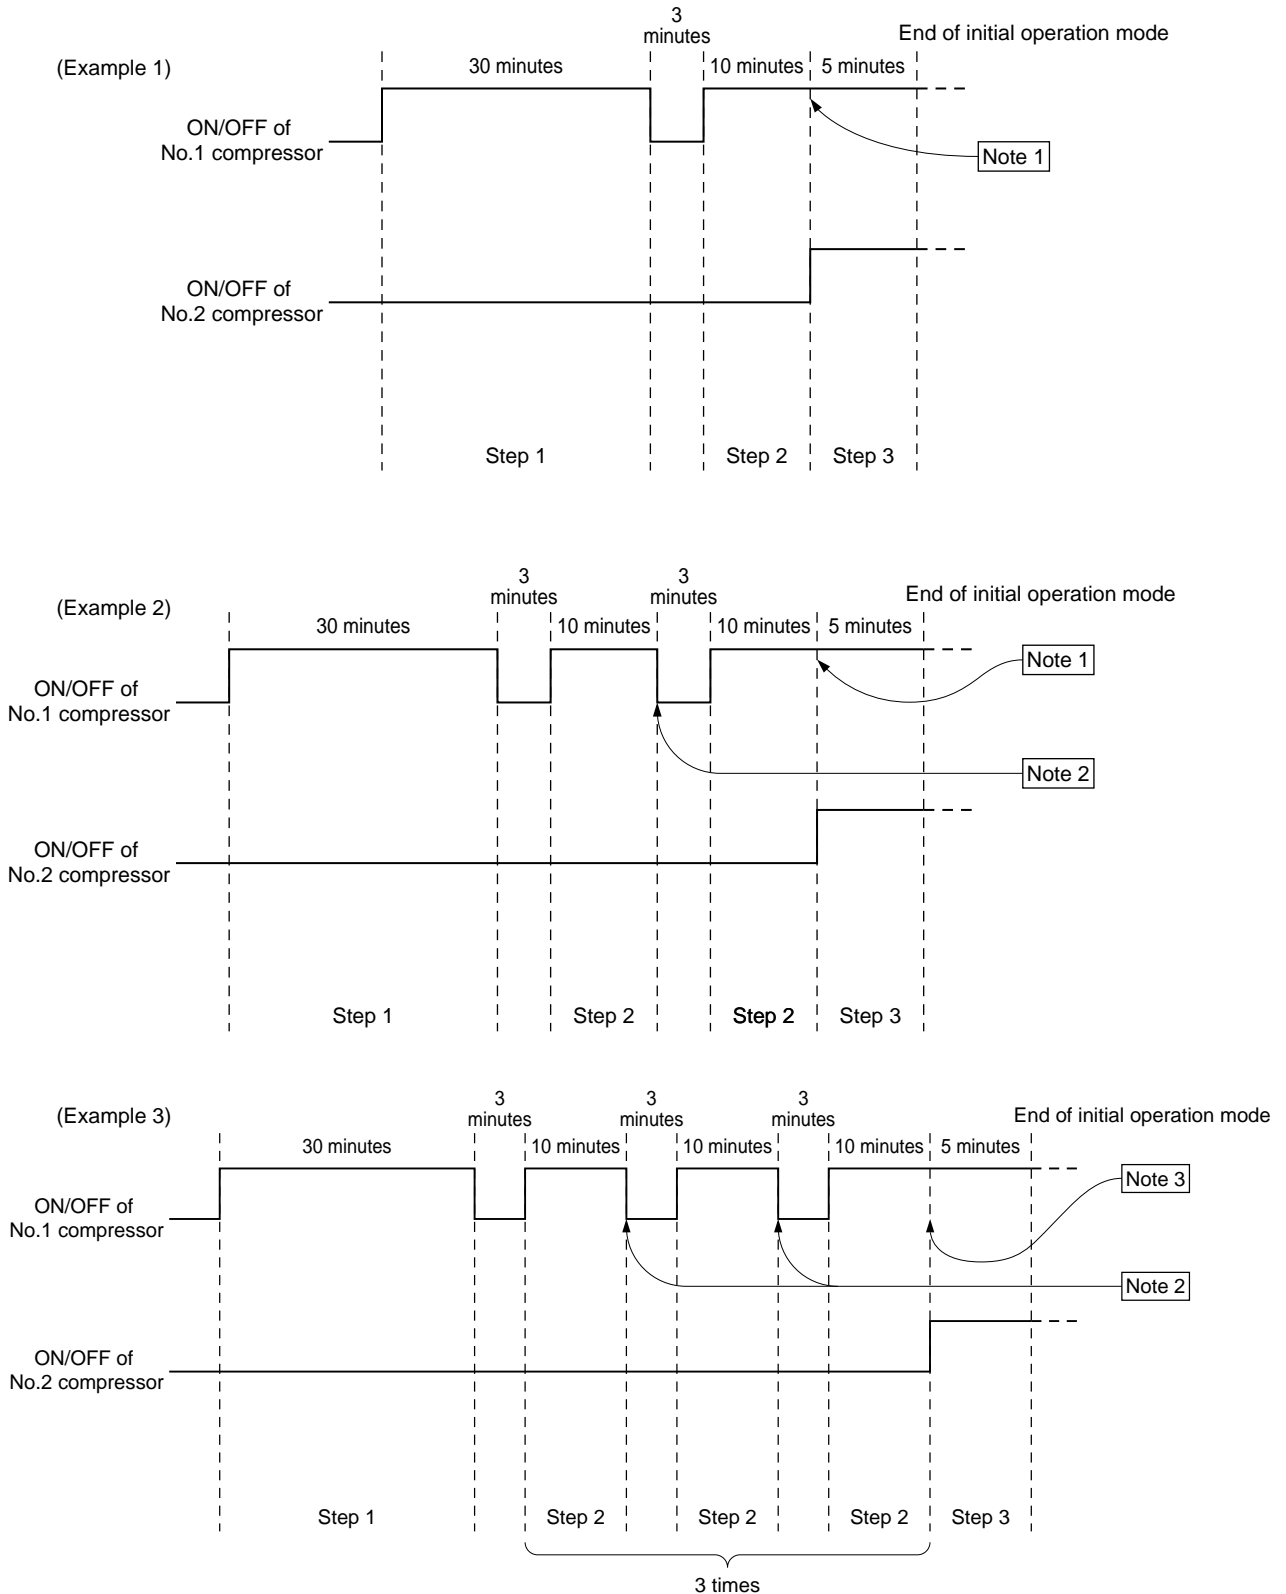 3
minutes
End of initial operation mode
(Example 1)
30 minutes
10 minutes
5 minutes
ON/OFF of
No.1 compressor
Note 1
ON/OFF of
No.2 compressor
Step 1
Step 2
Step 3
3
minutes
3
minutes
End of initial operation mode
(Example 2)
30 minutes
10 minutes
10 minutes
5 minutes
Note 1
ON/OFF of
No.1 compressor
Note 2
ON/OFF of
No.2 compressor
Step 1
Step 2
Step 2
Step 3
3
minutes
3
minutes
3
minutes
End of initial operation mode
(Example 3)
30 minutes
10 minutes
10 minutes
10 minutes
5 minutes
Note 3
ON/OFF of
No.1 compressor
Note 2
ON/OFF of
No.2 compressor
Step 1
Step 2
Step 2
Step 2
Step 3
3 times